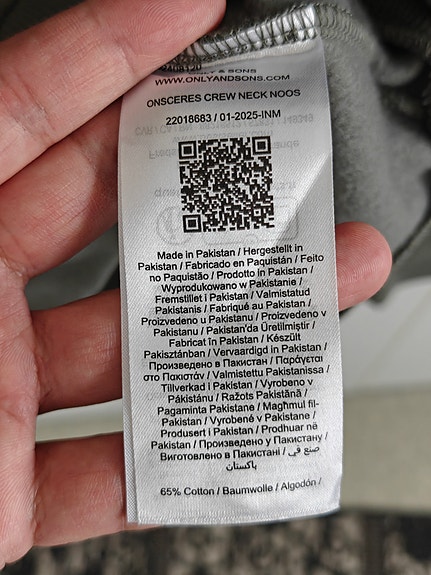 ONLY & SONS
WWW.ONLYANDSONS.COM
ONSCERES CREW NECK NOOS
22018683 / 01-2025-INM
Made in Pakistan / Hergestellt in
Pakistan / Fabricado en Paquistán / Feito
no Paquistão / Prodotto in Pakistan /
Wyprodukowano w Pakistanie /
Fremstillet i Pakistan / Valmistatud
Pakistanis / Fabriqué au Pakistan /
Proizvedeno u Pakistanu / Proizvedeno v
Pakistanu / Pakistan'da Üretilmiştir /
Fabricat în Pakistan / Készült
Pakisztánban / Vervaardigd in Pakistan /
Произведено в Пакистан / Παράγεται
στο Πακιστάν / Valmistettu Pakistanissa /
Tillverkad i Pakistan / Vyrobeno v
Pákistánu / Ražots Pakistānā /
Pagaminta Pakistane / Magħmul fil-
Pakistan / Vyrobené v Pakistane /
Produsert i Pakistan / Prodhuar në
Pakistan / Произведено у Пакистану /
Виготовлено в Пакистані / صنع في
باكستان
65% Cotton / Baumwolle / Algodón /